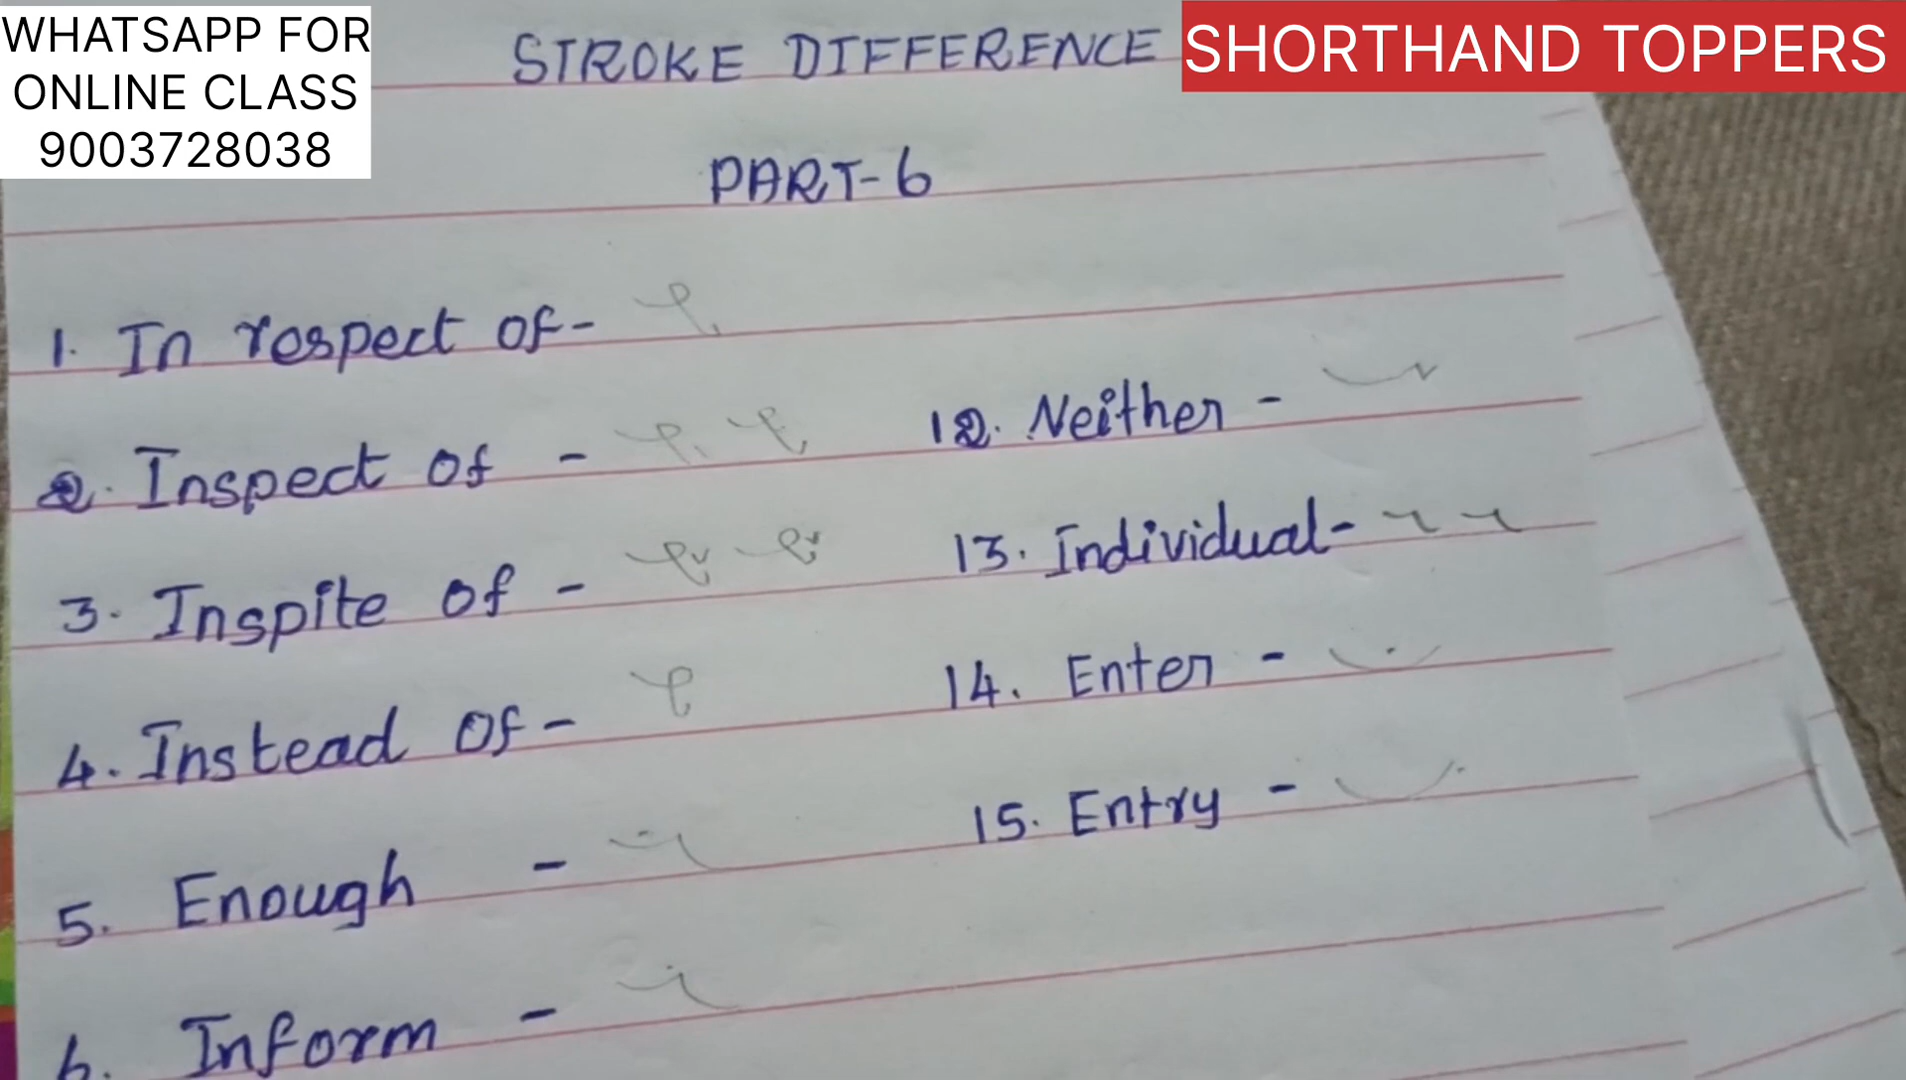 WHATSAPP FOR
ONLINE CLASS
9003728038
SHORTHAND TOPPERS
STROKE DIFFERENCE
PART-6
1. In respect of -
2. Inspect of -
3. Inspite of -
4. Instead of -
5. Enough -
6. Inform -
12. Neither -
13. Individual -
14. Enter -
15. Entry -